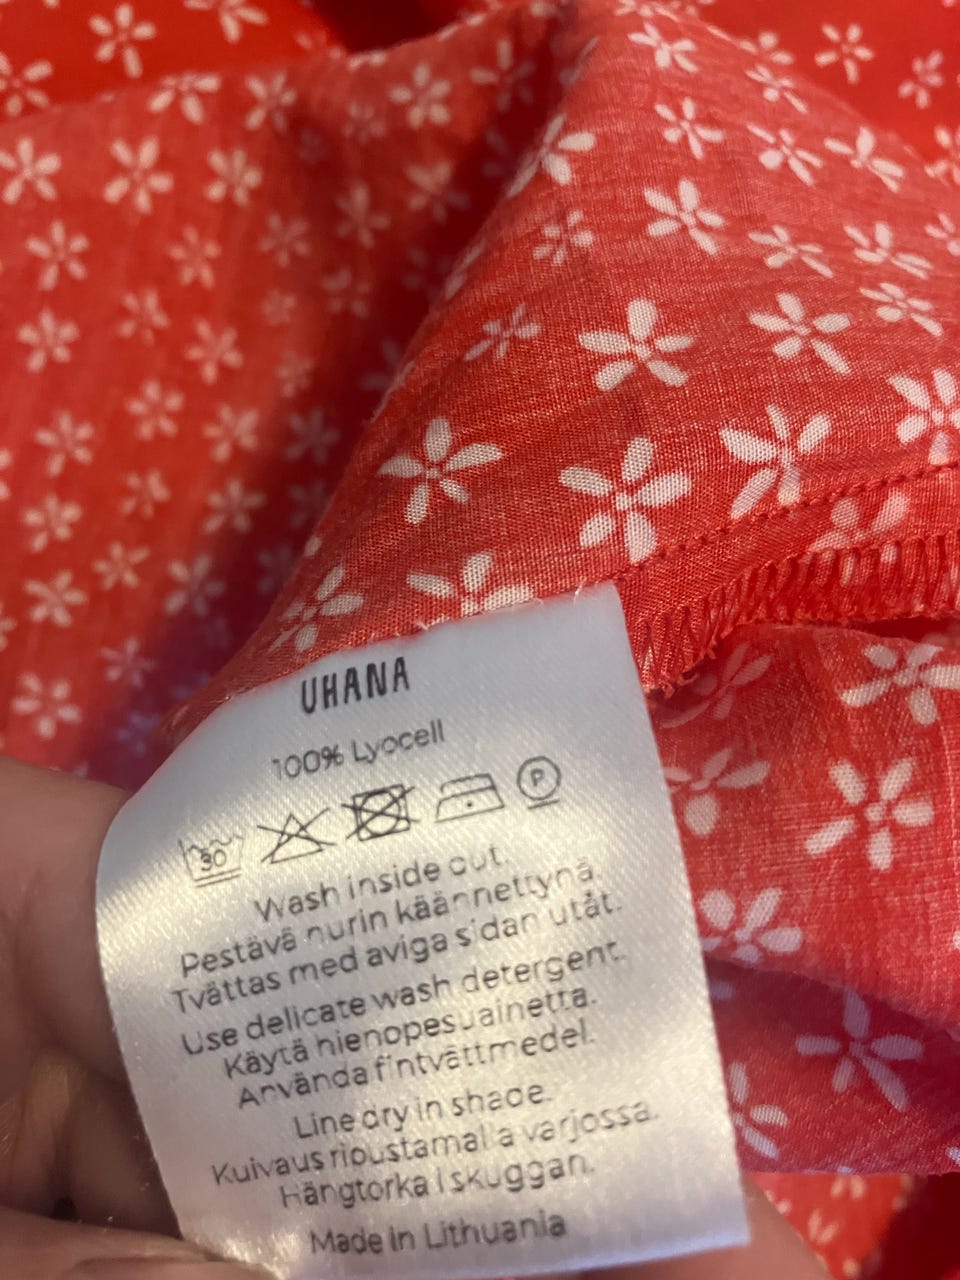 UHANA
100% Lyocell
30 P
Wash inside out.
Pestävä nurin käännettynä.
Tvättas med aviga sidan utåt.
Use delicate wash detergent.
Käytä hienopesuainetta.
Använda fintvättmedel.
Line dry in shade.
Kuivaus ripustamalla varjossa.
Hängtorka i skuggan.
Made in Lithuania